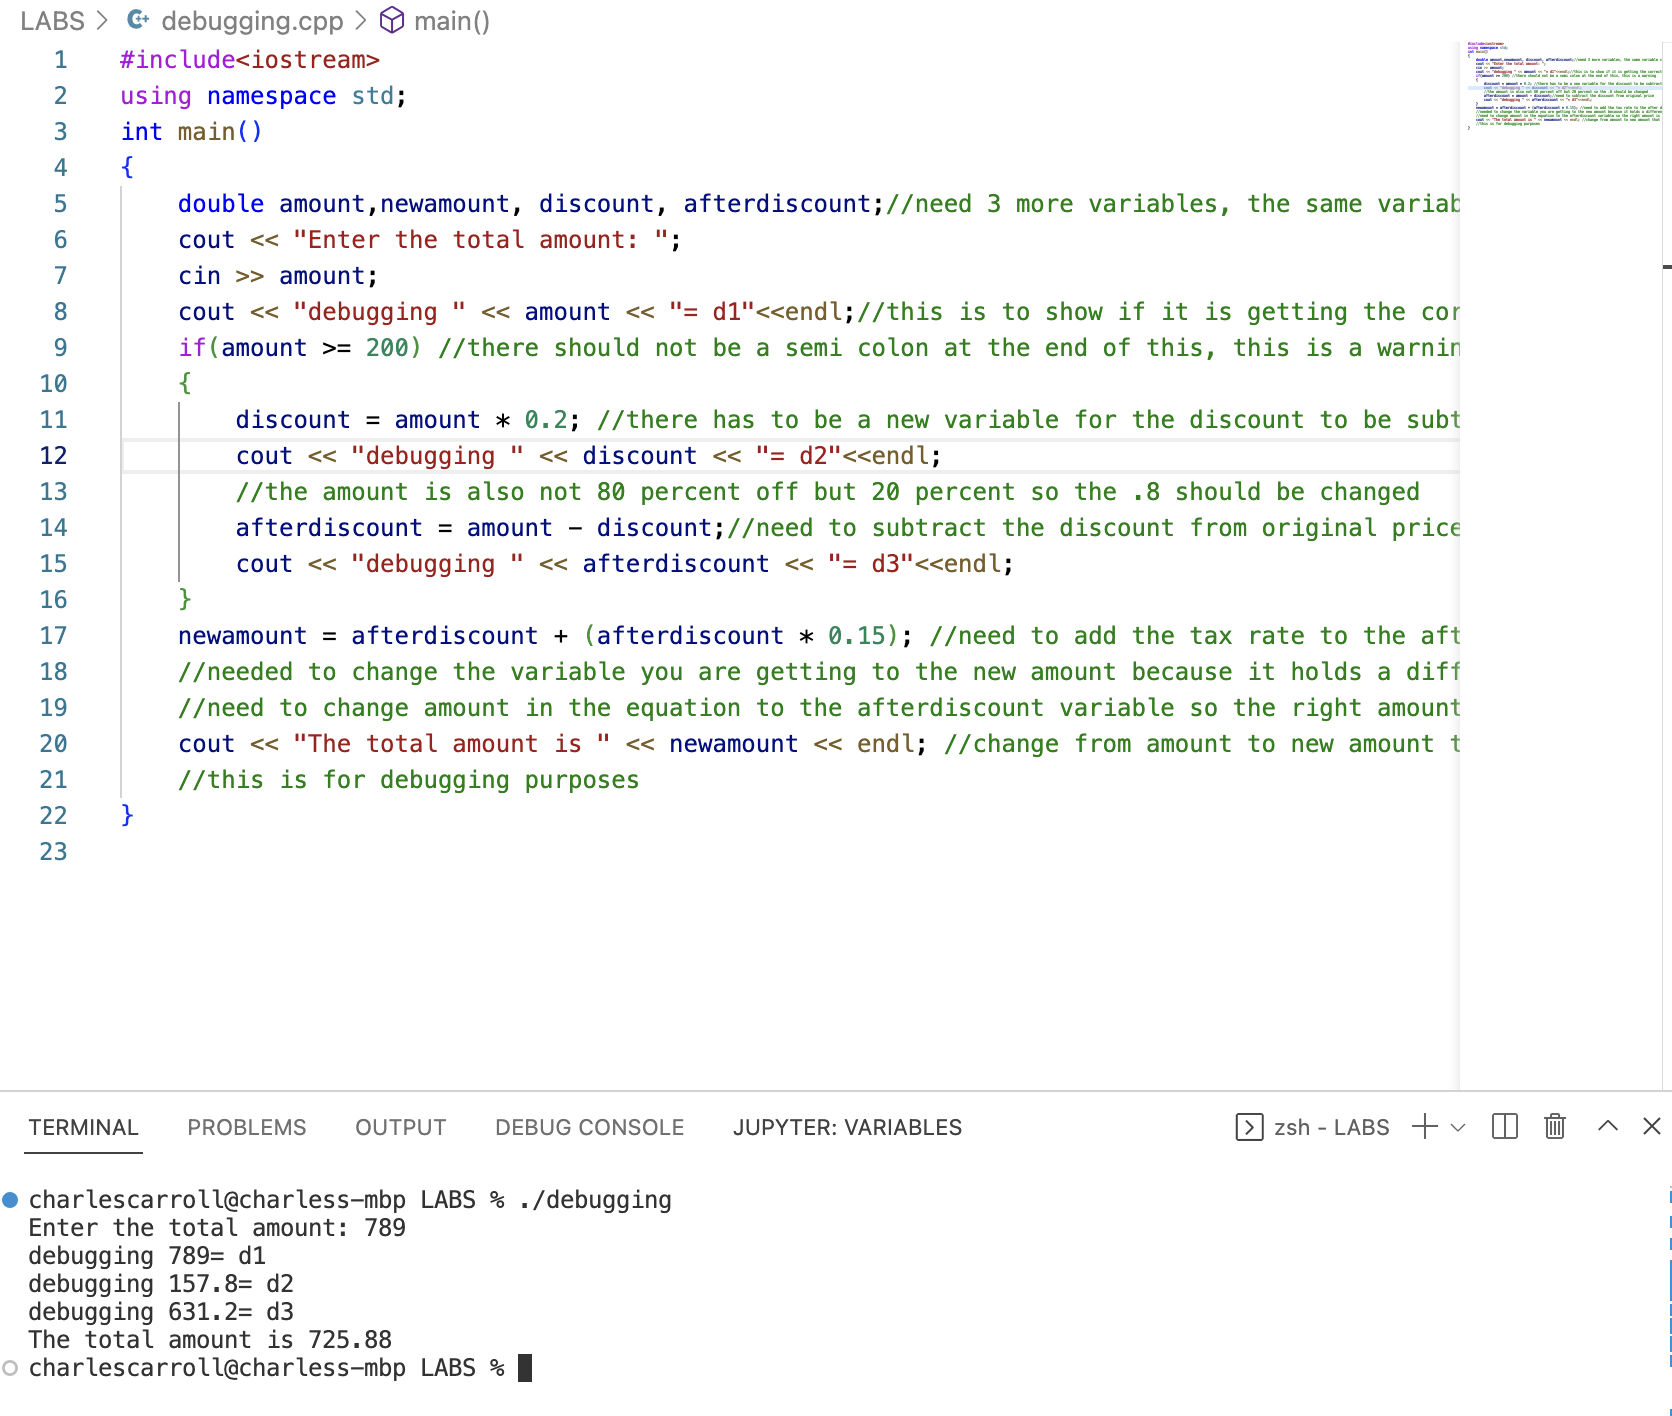 LABS > debugging.cpp > main()
1 #include<iostream>
2 using namespace std;
3 int main()
4 {
5 double amount,newamount, discount, afterdiscount;//need 3 more variables, the same variab
6 cout << "Enter the total amount: ";
7 cin >> amount;
8 cout << "debugging " << amount << "= d1"<<endl;//this is to show if it is getting the cor
9 if(amount >= 200) //there should not be a semi colon at the end of this, this is a warnin
10 {
11 discount = amount * 0.2; //there has to be a new variable for the discount to be subt
12 cout << "debugging " << discount << "= d2"<<endl;
13 //the amount is also not 80 percent off but 20 percent so the .8 should be changed
14 afterdiscount = amount - discount;//need to subtract the discount from original price
15 cout << "debugging " << afterdiscount << "= d3"<<endl;
16 }
17 newamount = afterdiscount + (afterdiscount * 0.15); //need to add the tax rate to the aft
18 //needed to change the variable you are getting to the new amount because it holds a diff
19 //need to change amount in the equation to the afterdiscount variable so the right amount
20 cout << "The total amount is " << newamount << endl; //change from amount to new amount t
21 //this is for debugging purposes
22 }
23
TERMINAL PROBLEMS OUTPUT DEBUG CONSOLE JUPYTER: VARIABLES zsh - LABS
charlescarroll@charless-mbp LABS % ./debugging
Enter the total amount: 789
debugging 789= d1
debugging 157.8= d2
debugging 631.2= d3
The total amount is 725.88
charlescarroll@charless-mbp LABS %